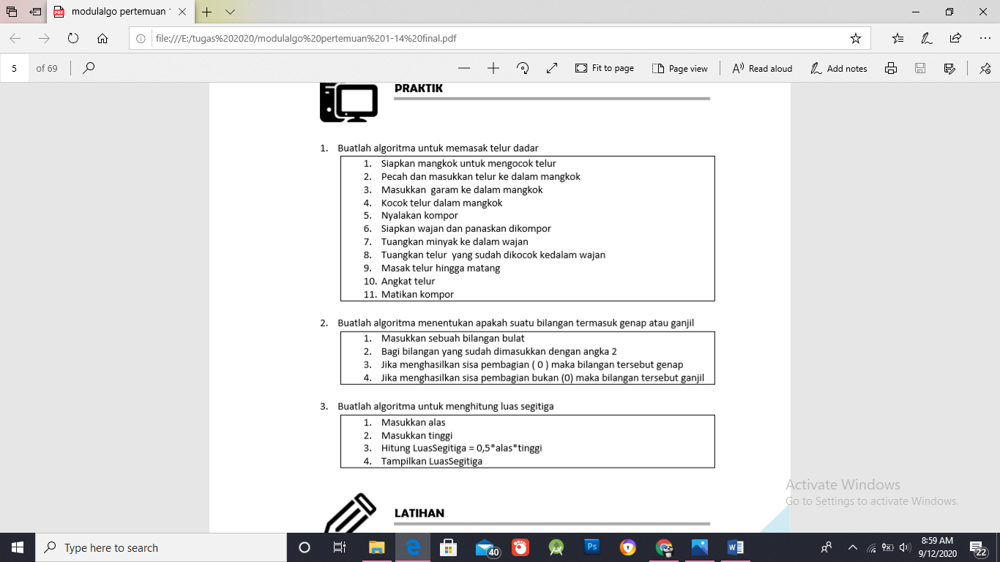 modulalgo pertemuan
file:///E:/tugas%202020/modulalgo%20pertemuan%201-14%20final.pdf
5 of 69 Fit to page Page view Read aloud Add notes
PRAKTIK
1. Buatlah algoritma untuk memasak telur dadar
1. Siapkan mangkok untuk mengocok telur
2. Pecah dan masukkan telur ke dalam mangkok
3. Masukkan garam ke dalam mangkok
4. Kocok telur dalam mangkok
5. Nyalakan kompor
6. Siapkan wajan dan panaskan dikompor
7. Tuangkan minyak ke dalam wajan
8. Tuangkan telur yang sudah dikocok kedalam wajan
9. Masak telur hingga matang
10. Angkat telur
11. Matikan kompor
2. Buatlah algoritma menentukan apakah suatu bilangan termasuk genap atau ganjil
1. Masukkan sebuah bilangan bulat
2. Bagi bilangan yang sudah dimasukkan dengan angka 2
3. Jika menghasilkan sisa pembagian ( 0 ) maka bilangan tersebut genap
4. Jika menghasilkan sisa pembagian bukan (0) maka bilangan tersebut ganjil
3. Buatlah algoritma untuk menghitung luas segitiga
1. Masukkan alas
2. Masukkan tinggi
3. Hitung LuasSegitiga = 0,5*alas*tinggi
4. Tampilkan LuasSegitiga
Activate Windows
Go to Settings to activate Windows.
LATIHAN
Type here to search
40
Ps
8:59 AM
9/12/2020
22